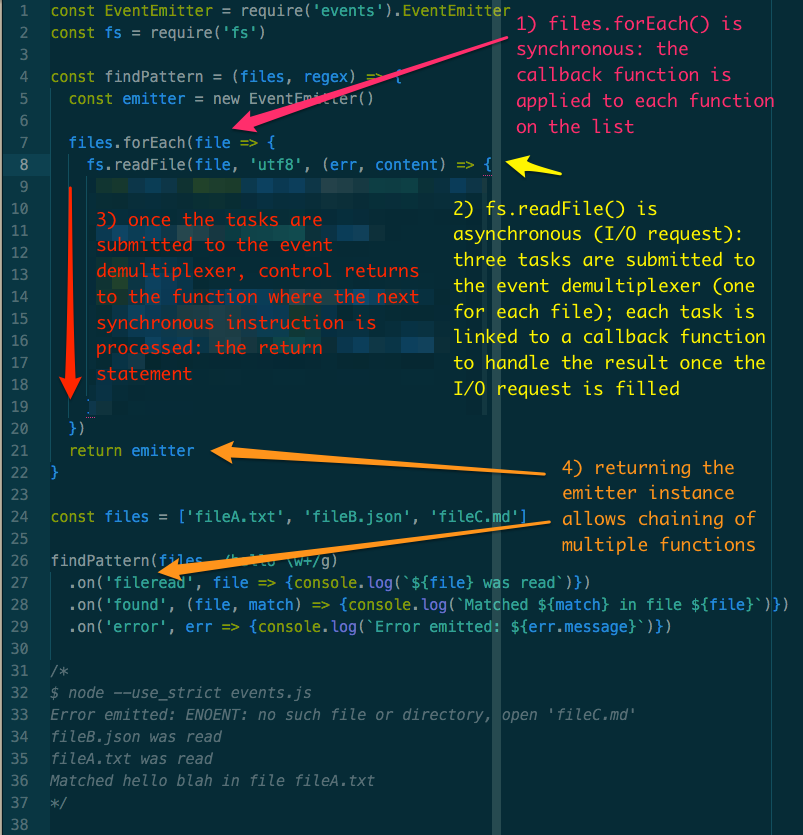 1 const EventEmitter = require('events').EventEmitter
2 const fs = require('fs')
3
4 const findPattern = (files, regex) => {
5 const emitter = new EventEmitter()
6
7 files.forEach(file => {
8 fs.readFile(file, 'utf8', (err, content) => {
9
10
11
12
13
14
15
16
17
18
19 }
20 })
21 return emitter
22 }
23
24 const files = ['fileA.txt', 'fileB.json', 'fileC.md']
25
26 findPattern(files, /hello \w+/g)
27 .on('fileread', file => {console.log(`${file} was read`)})
28 .on('found', (file, match) => {console.log(`Matched ${match} in file ${file}`)})
29 .on('error', err => {console.log(`Error emitted: ${err.message}`)})
30
31 /*
32 $ node --use_strict events.js
33 Error emitted: ENOENT: no such file or directory, open 'fileC.md'
34 fileB.json was read
35 fileA.txt was read
36 Matched hello blah in file fileA.txt
37 */
38
1) files.forEach() is
synchronous: the
callback function is
applied to each function
on the list
2) fs.readFile() is
asynchronous (I/O request):
three tasks are submitted to
the event demultiplexer (one
for each file); each task is
linked to a callback function
to handle the result once the
I/O request is filled
3) once the tasks are
submitted to the event
demultiplexer, control returns
to the function where the next
synchronous instruction is
processed: the return
statement
4) returning the
emitter instance
allows chaining of
multiple functions